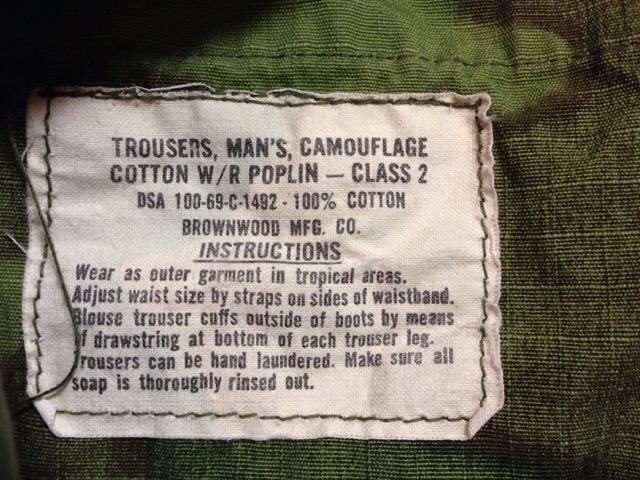 TROUSERS, MAN'S, CAMOUFLAGE
COTTON W/R POPLIN — CLASS 2
DSA 100-69-C-1492 - 100% COTTON
BROWNWOOD MFG. CO.
INSTRUCTIONS
Wear as outer garment in tropical areas.
Adjust waist size by straps on sides of waistband.
Blouse trouser cuffs outside of boots by means
of drawstring at bottom of each trouser leg.
Trousers can be hand laundered. Make sure all
soap is thoroughly rinsed out.